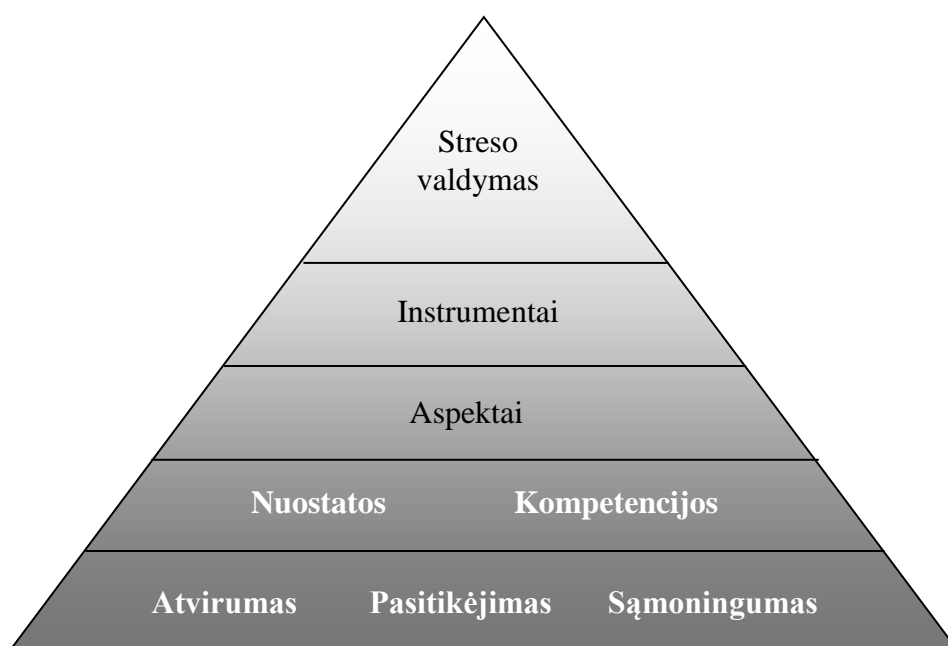 Streso
valdymas
Instrumentai
Aspektai
Nuostatos Kompetencijos
Atvirumas Pasitikėjimas Sąmoningumas